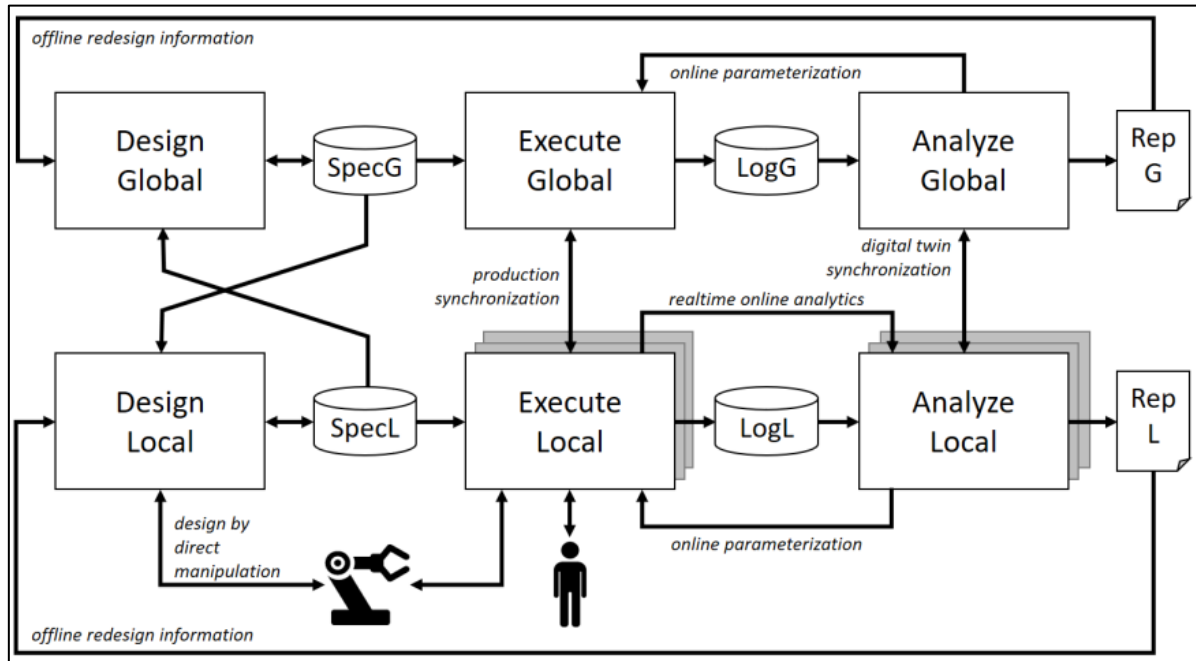 offline redesign information
online parameterization
Design
Global
SpecG
Execute
Global
LogG
Analyze
Global
Rep
G
production
synchronization
digital twin
synchronization
realtime online analytics
Design
Local
SpecL
Execute
Local
LogL
Analyze
Local
Rep
L
design by
direct
manipulation
online parameterization
offline redesign information